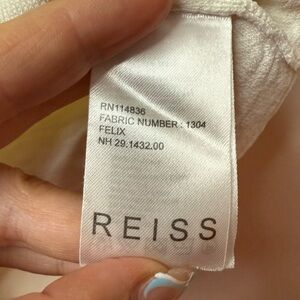 RN114836
FABRIC NUMBER : 1304
FELIX
NH 29.1432.00
REISS